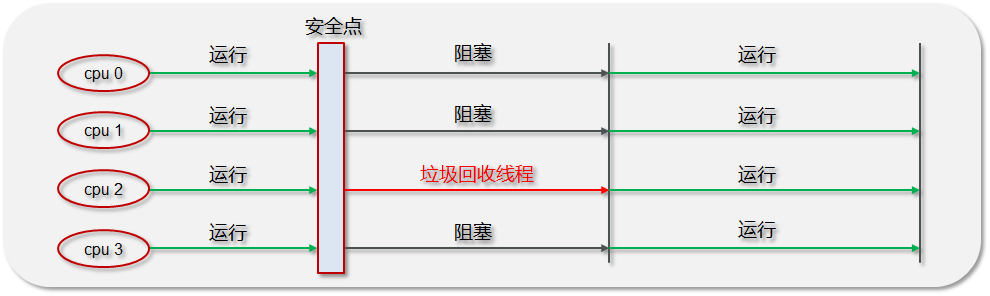 安全点
cpu 0 运行 阻塞 运行
cpu 1 运行 阻塞 运行
cpu 2 运行 垃圾回收线程 运行
cpu 3 运行 阻塞 运行